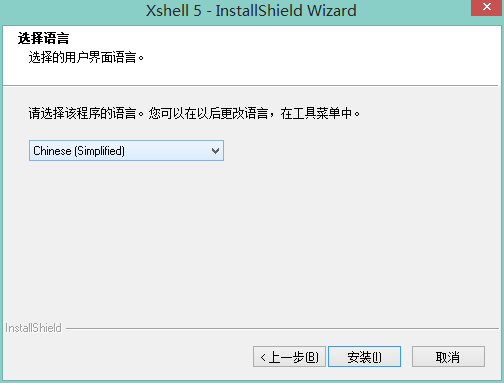 Xshell 5 - InstallShield Wizard
选择语言
选择的用户界面语言。
请选择该程序的语言。您可以在以后更改语言，在工具菜单中。
Chinese (Simplified)
InstallShield
< 上一步(B)
安装(I)
取消